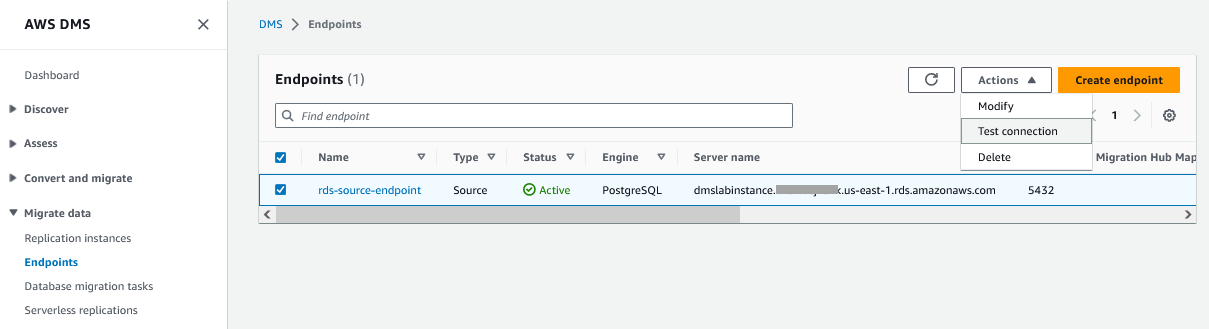 AWS DMS
Dashboard
Discover
Assess
Convert and migrate
Migrate data
Replication instances
Endpoints
Database migration tasks
Serverless replications
DMS > Endpoints
Endpoints (1)
Actions
Create endpoint
Modify
Test connection
Delete
Find endpoint
1
Name Type Status Engine Server name Migration Hub Map
rds-source-endpoint Source Active PostgreSQL dmslabinstance. k.us-east-1.rds.amazonaws.com 5432